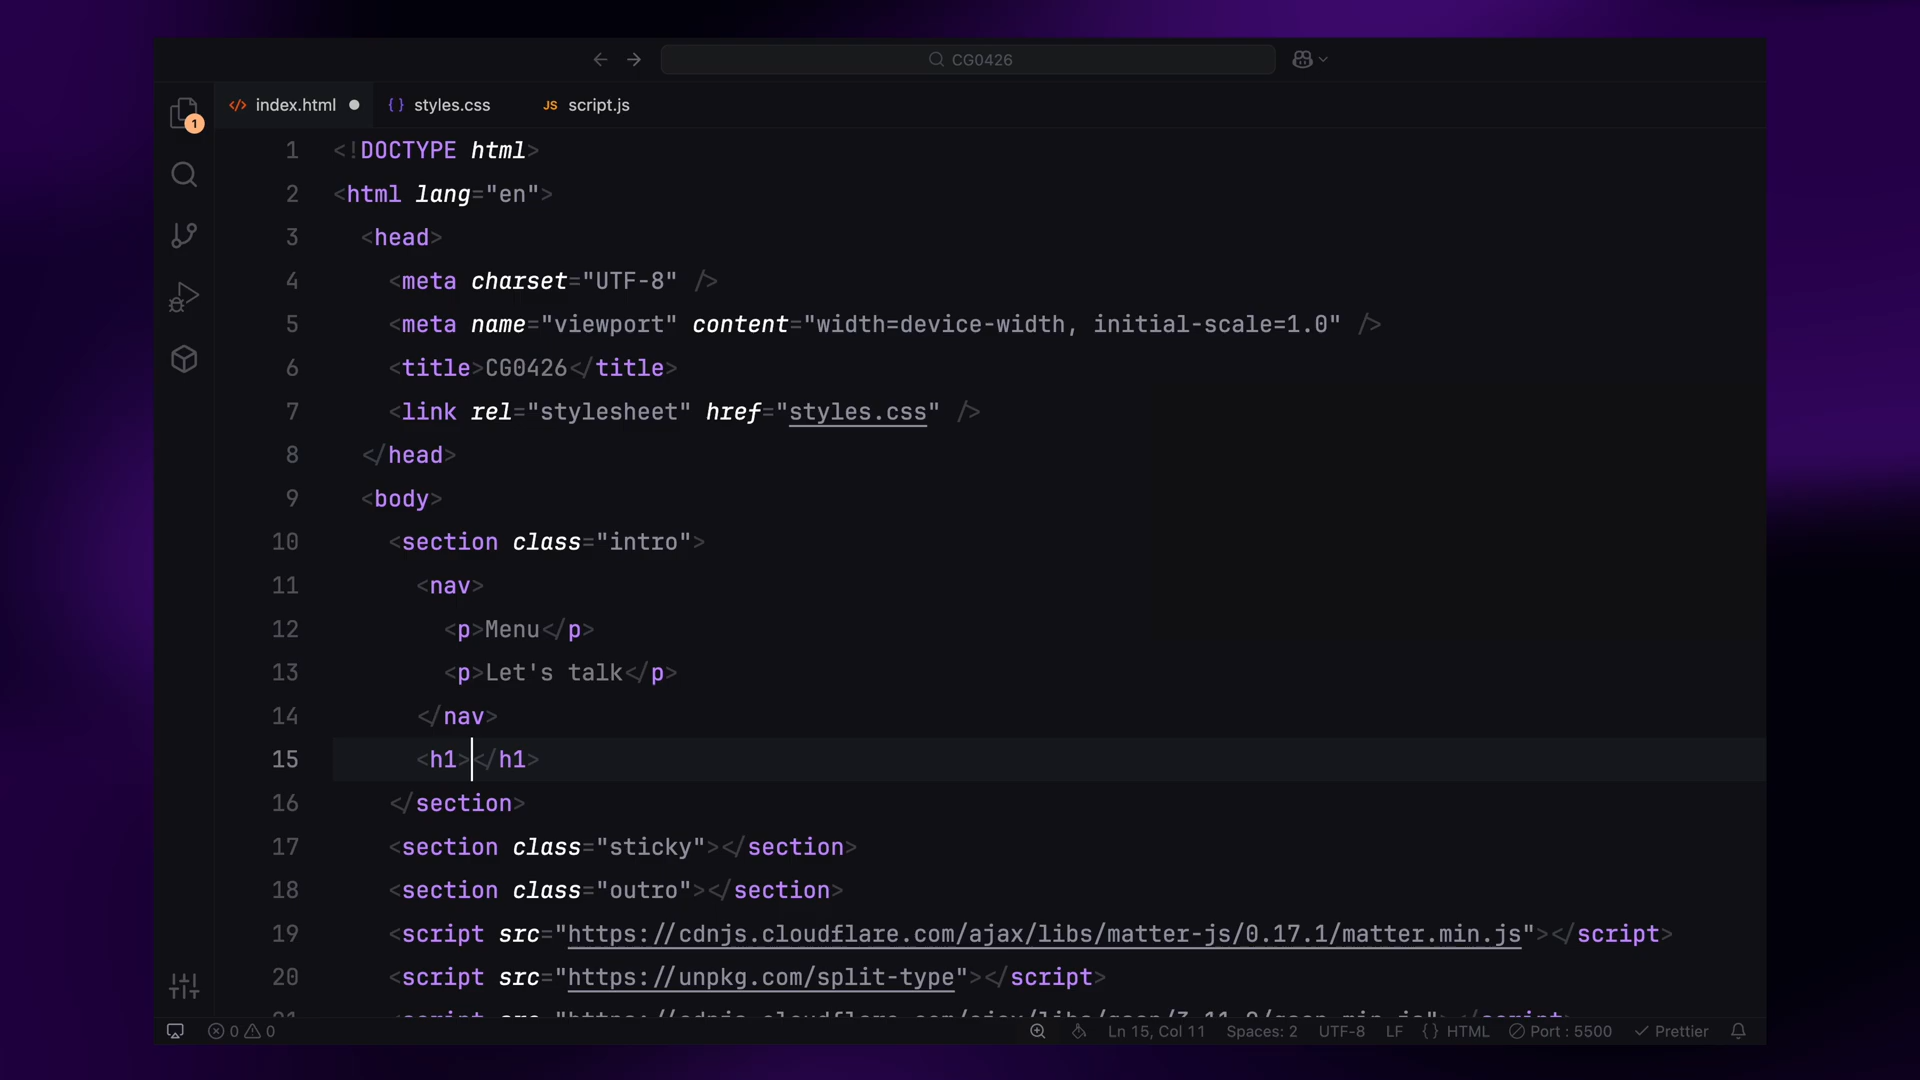 CG0426
index.html
{} styles.css
JS script.js
1
1 <!DOCTYPE html>
2 <html lang="en">
3 <head>
4 <meta charset="UTF-8" />
5 <meta name="viewport" content="width=device-width, initial-scale=1.0" />
6 <title>CG0426</title>
7 <link rel="stylesheet" href="styles.css" />
8 </head>
9 <body>
10 <section class="intro">
11 <nav>
12 <p>Menu</p>
13 <p>Let's talk</p>
14 </nav>
15 <h1></h1>
16 </section>
17 <section class="sticky"></section>
18 <section class="outro"></section>
19 <script src="https://cdnjs.cloudflare.com/ajax/libs/matter-js/0.17.1/matter.min.js"></script>
20 <script src="https://unpkg.com/split-type"></script>
0 0 Ln 15, Col 11 Spaces: 2 UTF-8 LF {} HTML Port : 5500 Prettier